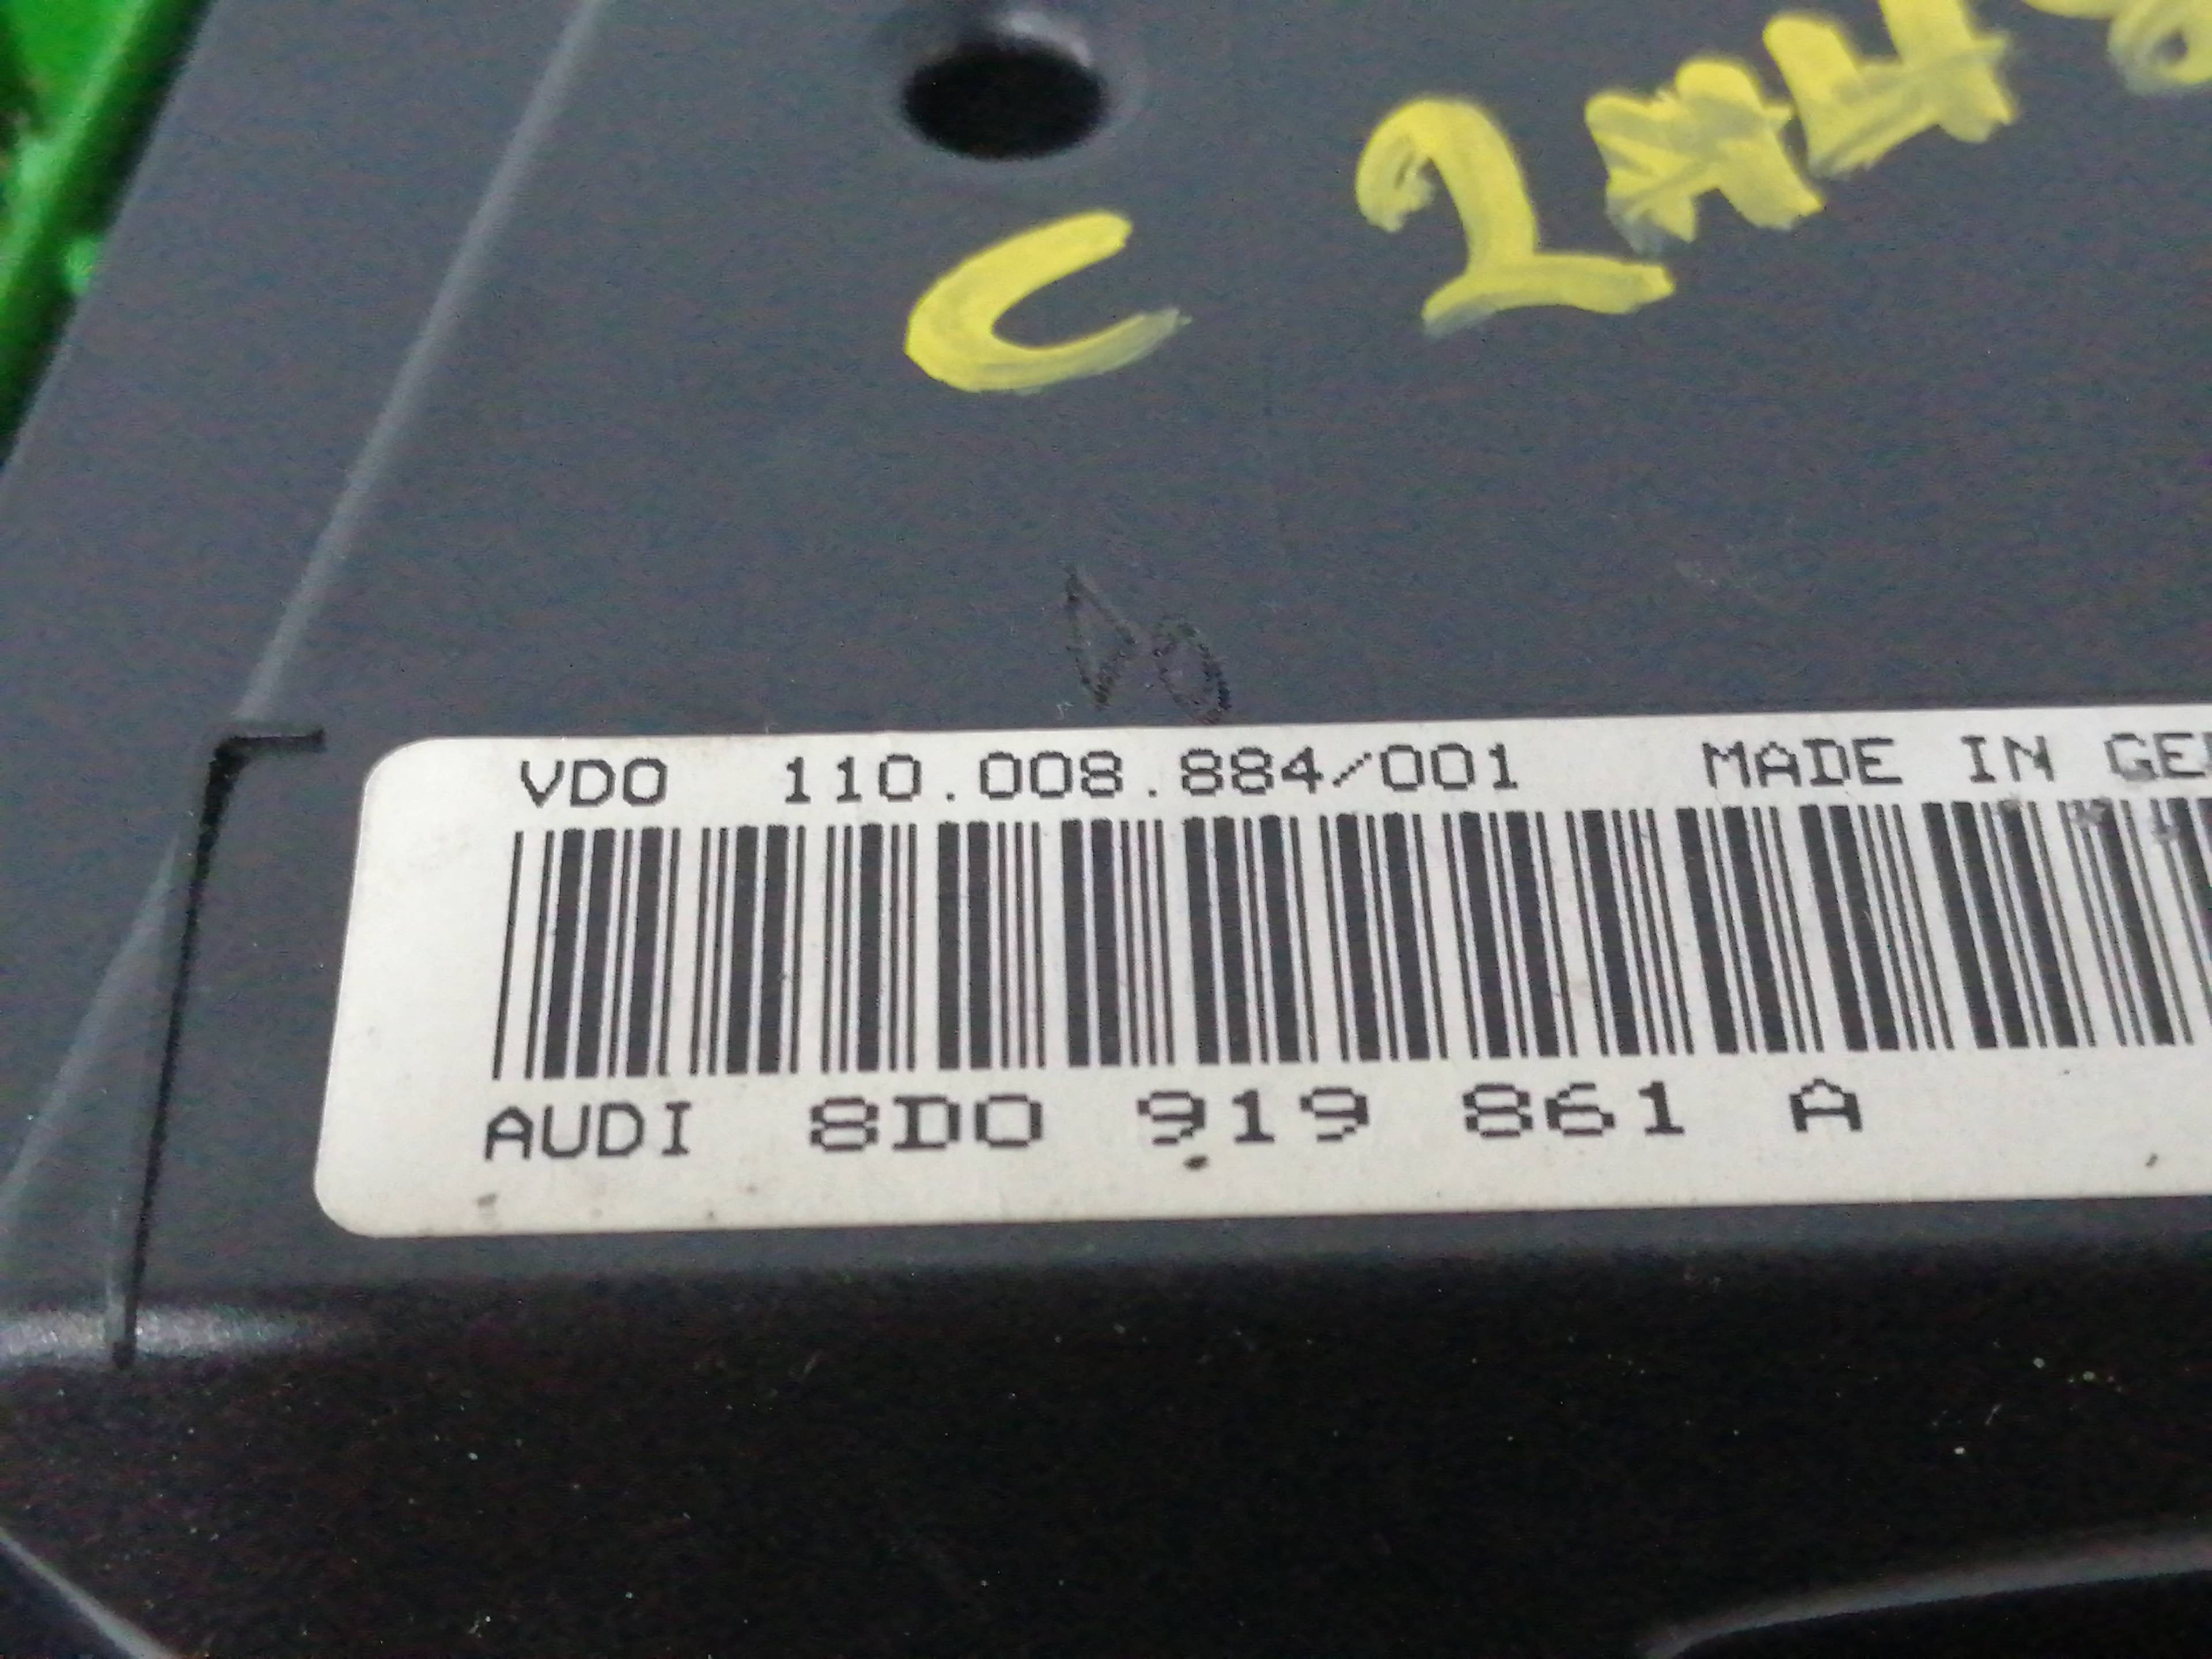 C
VDO 110.008.884/001 MADE IN GE
AUDI 8D0 919 861 A